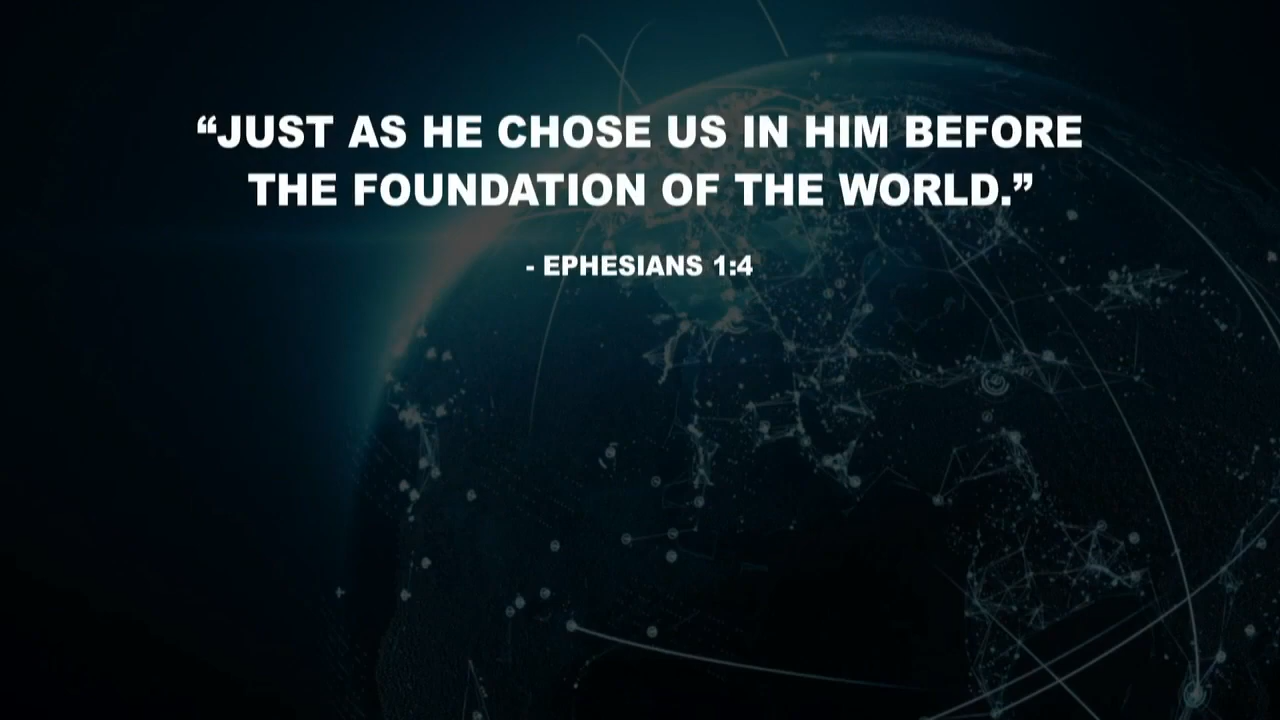 “JUST AS HE CHOSE US IN HIM BEFORE
THE FOUNDATION OF THE WORLD.”
- EPHESIANS 1:4